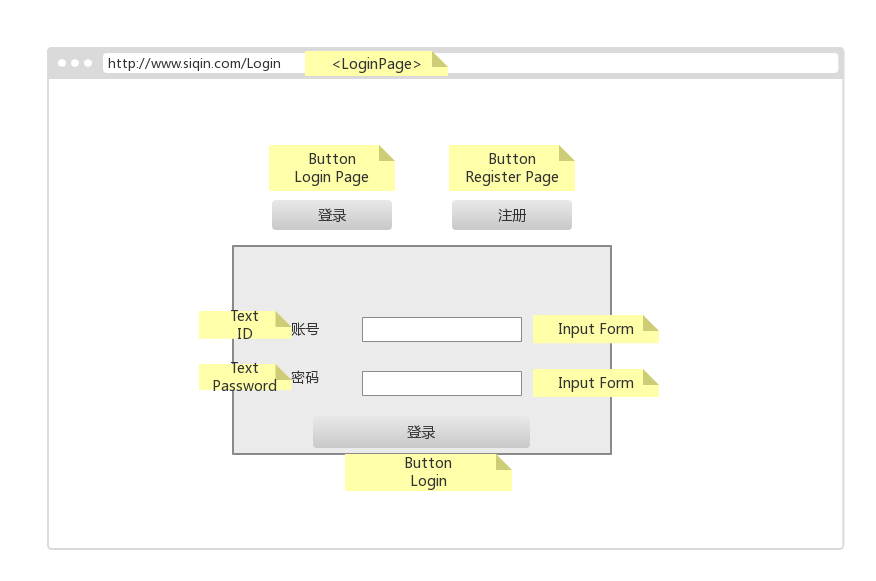 http://www.siqin.com/Login
<LoginPage>
Button
Login Page
Button
Register Page
登录
注册
Text
ID
账号
Input Form
Text
Password
密码
Input Form
登录
Button
Login